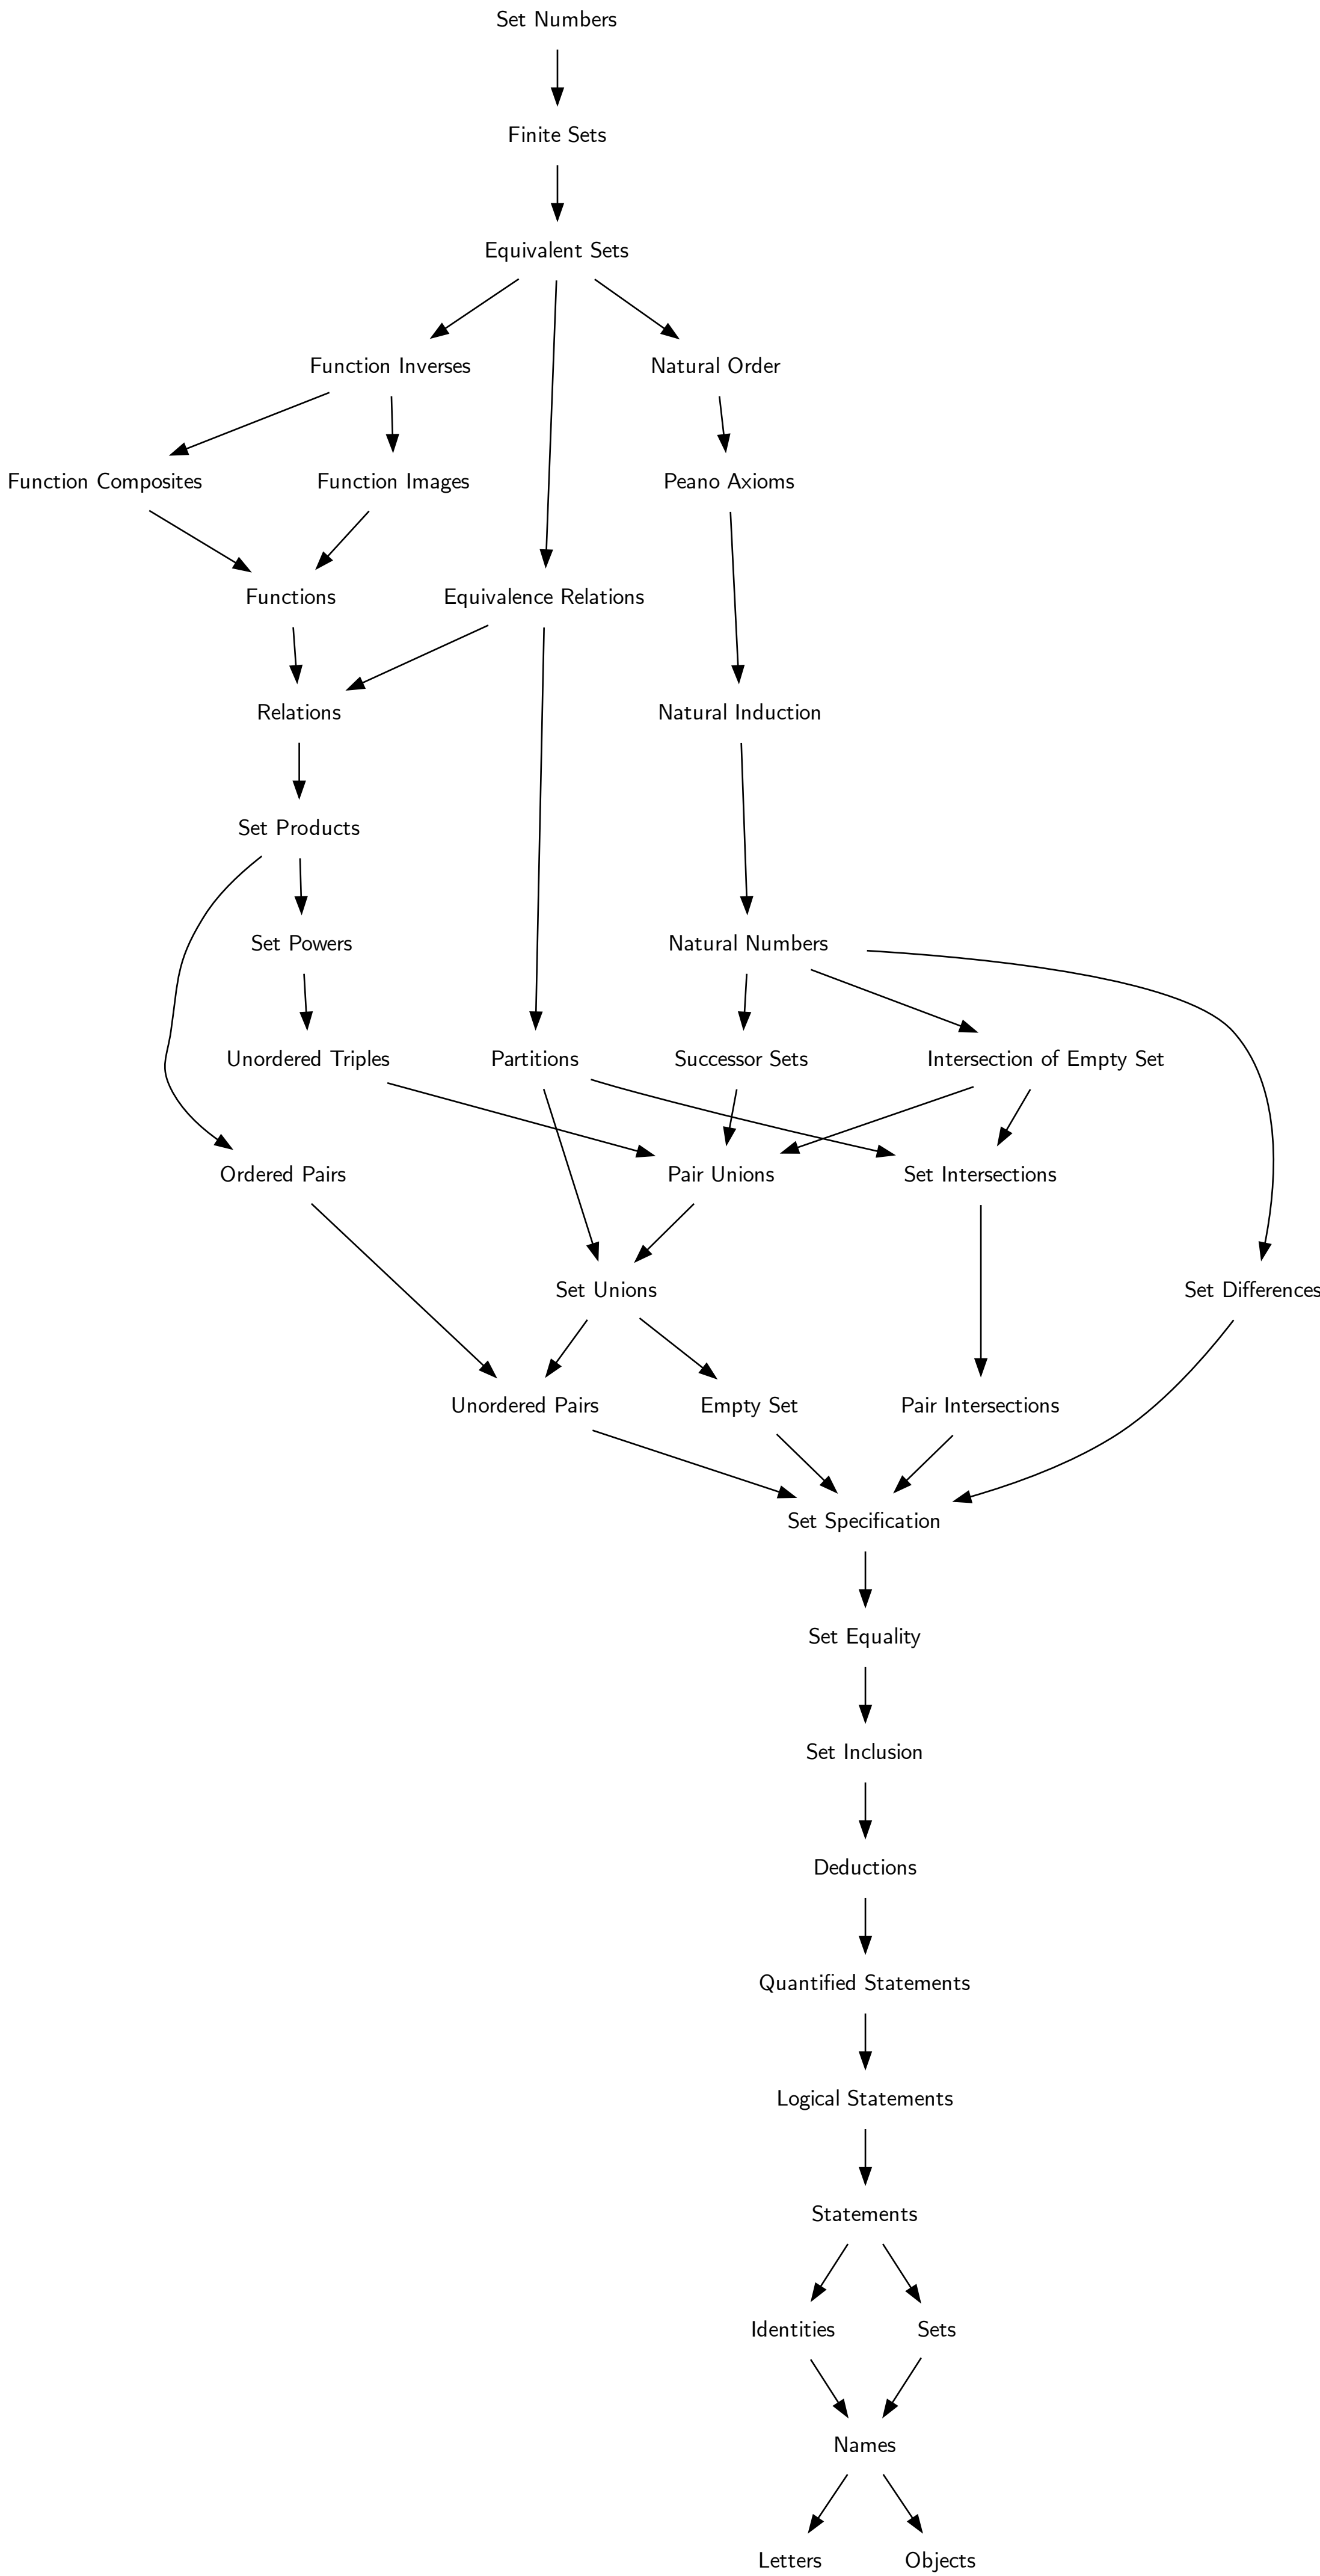 Set Numbers
Finite Sets
Equivalent Sets
Function Inverses
Natural Order
Function Composites
Function Images
Peano Axioms
Functions
Equivalence Relations
Relations
Natural Induction
Set Products
Set Powers
Natural Numbers
Unordered Triples
Partitions
Successor Sets
Intersection of Empty Set
Ordered Pairs
Pair Unions
Set Intersections
Set Unions
Set Differences
Unordered Pairs
Empty Set
Pair Intersections
Set Specification
Set Equality
Set Inclusion
Deductions
Quantified Statements
Logical Statements
Statements
Identities
Sets
Names
Letters
Objects